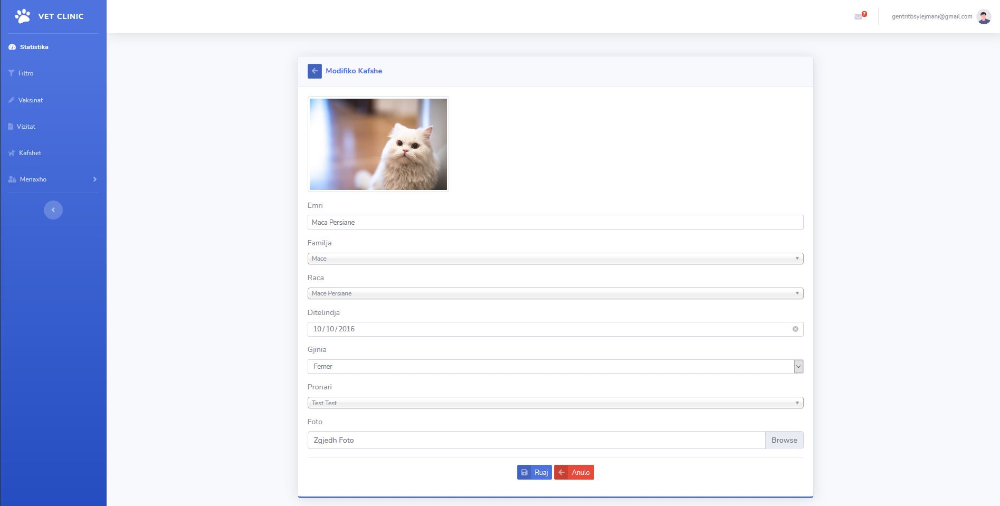 VET CLINIC
7
gentritbsylejmani@gmail.com
Statistika
Filtro
Vaksinat
Vizitat
Kafshet
Menaxho
Modifiko Kafshe
Emri
Maca Persiane
Familja
Mace
Raca
Mace Persiane
Ditelindja
10/10/2016
Gjinia
Femer
Pronari
Test Test
Foto
Zgjedh Foto
Browse
Ruaj
Anulo